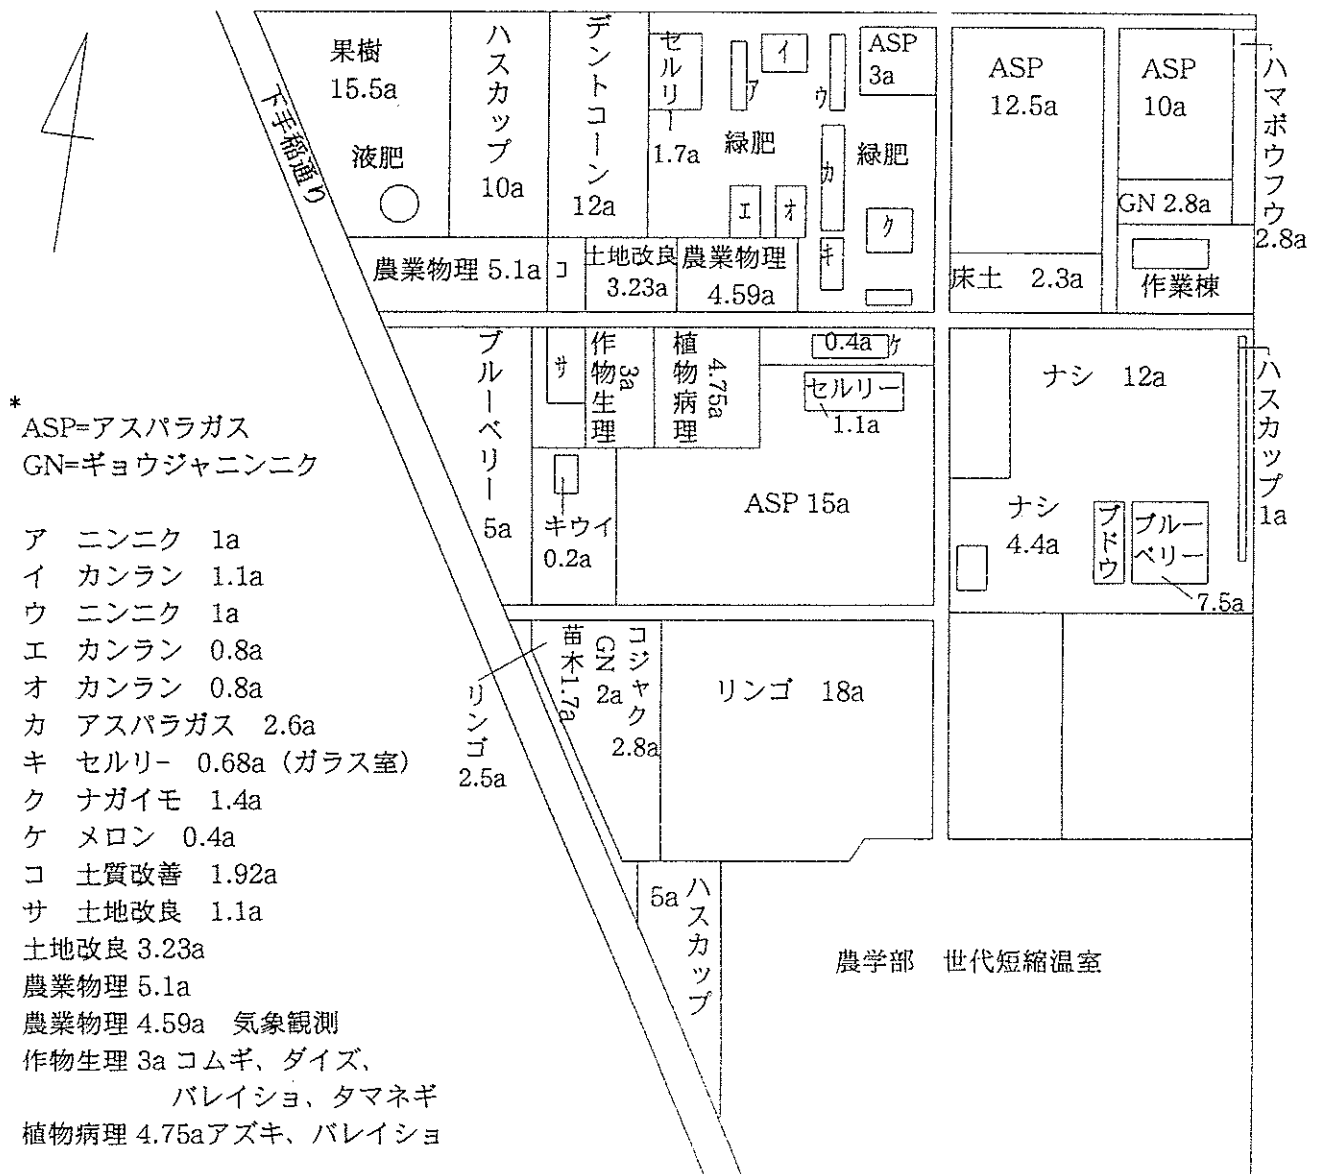 果樹
15.5a
液肥
下手稲通り
ハスカップ
10a
デントコーン
12a
セルリー
1.7a
ア
イ
ウ
緑肥
エ
オ
カ
キ
緑肥
ク
ASP
3a
ASP
12.5a
床土 2.3a
ASP
10a
GN 2.8a
作業棟
ハマボウフウ
2.8a
農業物理 5.1a
コ
土地改良
3.23a
農業物理
4.59a
ブルーベリー
5a
サ
作物生理
3a
植物病理
4.75a
0.4a
ケ
セルリー
1.1a
キウイ
0.2a
ASP 15a
ナシ 12a
ナシ
4.4a
ブドウ
ブルー
ベリー
7.5a
ハスカップ
1a
リンゴ
2.5a
苗木1.7a
GN
2a
コジャク
2.8a
リンゴ 18a
5a
ハスカップ
農学部 世代短縮温室
*
ASP=アスパラガス
GN=ギョウジャニンニク
ア ニンニク 1a
イ カンラン 1.1a
ウ ニンニク 1a
エ カンラン 0.8a
オ カンラン 0.8a
カ アスパラガス 2.6a
キ セルリ- 0.68a (ガラス室)
ク ナガイモ 1.4a
ケ メロン 0.4a
コ 土質改善 1.92a
サ 土地改良 1.1a
土地改良 3.23a
農業物理 5.1a
農業物理 4.59a 気象観測
作物生理 3a コムギ、ダイズ、
バレイショ、タマネギ
植物病理 4.75aアズキ、バレイショ